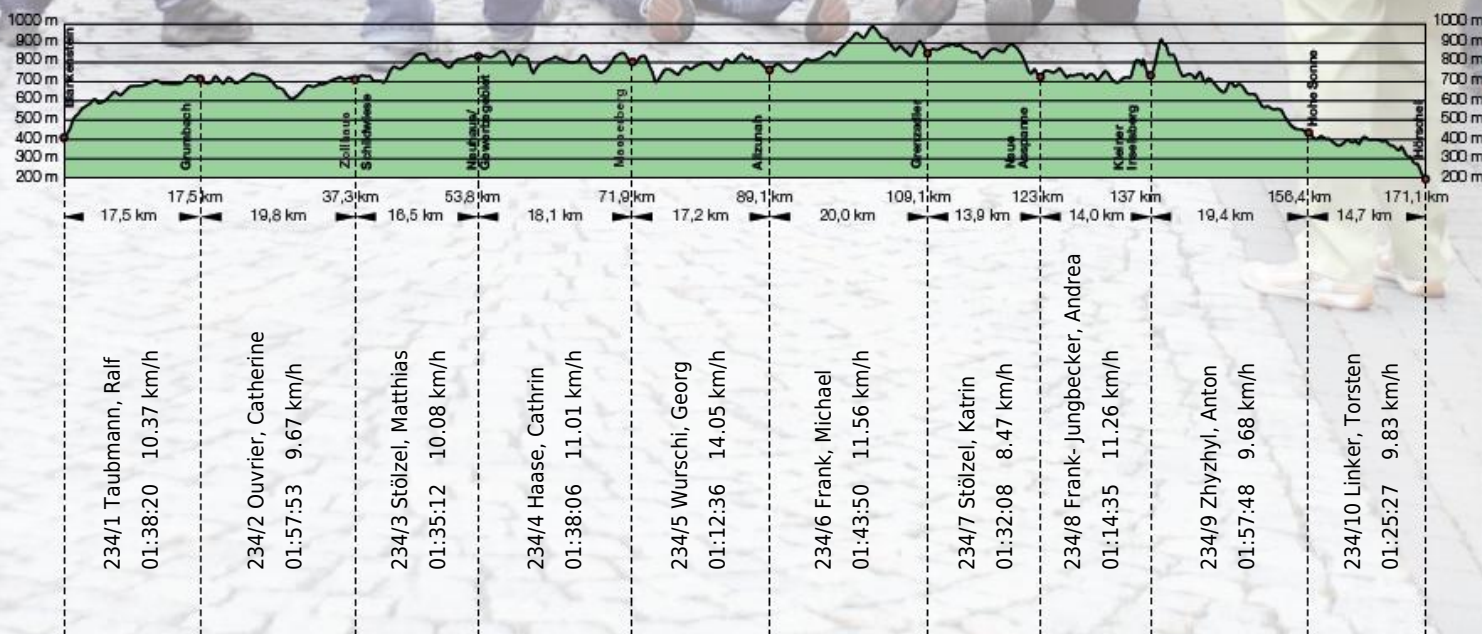 1000 m
900 m
800 m
700 m
600 m
500 m
400 m
300 m
200 m
1000 m
900 m
800 m
700 m
600 m
500 m
400 m
300 m
200 m
Blankenstein
Grumbach
Zollhaus
Schildwiese
Neuhaus/
Masserberg
Allzunah
Grenzadler
Neue
Ausspanne
Kleiner
Inselsberg
Hohe Sonne
Hörschel
17,5 km
37,3 km
53,8 km
71,9 km
89,1 km
109,1 km
123 km
137 km
156,4 km
171,1 km
17,5 km
19,8 km
16,5 km
18,1 km
17,2 km
20,0 km
13,9 km
14,0 km
19,4 km
14,7 km
234/1 Taubmann, Ralf
01:38:20 10.37 km/h
234/2 Ouvrier, Catherine
01:57:53 9.67 km/h
234/3 Stölzel, Matthias
01:35:12 10.08 km/h
234/4 Haase, Cathrin
01:38:06 11.01 km/h
234/5 Wurschi, Georg
01:12:36 14.05 km/h
234/6 Frank, Michael
01:43:50 11.56 km/h
234/7 Stölzel, Katrin
01:32:08 8.47 km/h
234/8 Frank- Jungbecker, Andrea
01:14:35 11.26 km/h
234/9 Zhyzhyl, Anton
01:57:48 9.68 km/h
234/10 Linker, Torsten
01:25:27 9.83 km/h